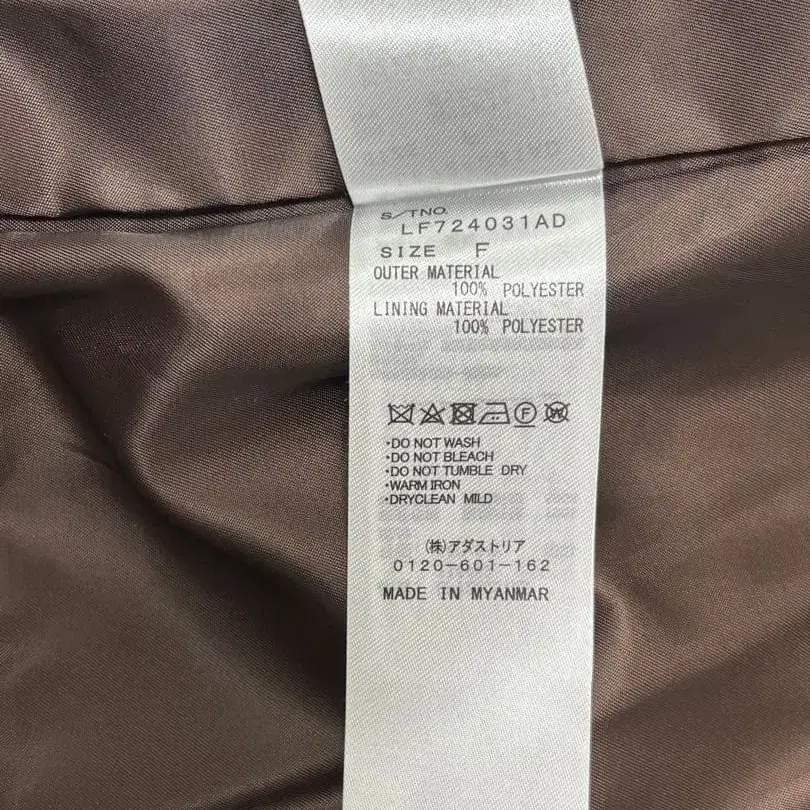 S/TNO.
LF724031AD
SIZE F
OUTER MATERIAL
100% POLYESTER
LINING MATERIAL
100% POLYESTER
・DO NOT WASH
・DO NOT BLEACH
・DO NOT TUMBLE DRY
・WARM IRON
・DRYCLEAN MILD
(株)アダストリア
0120-601-162
MADE IN MYANMAR